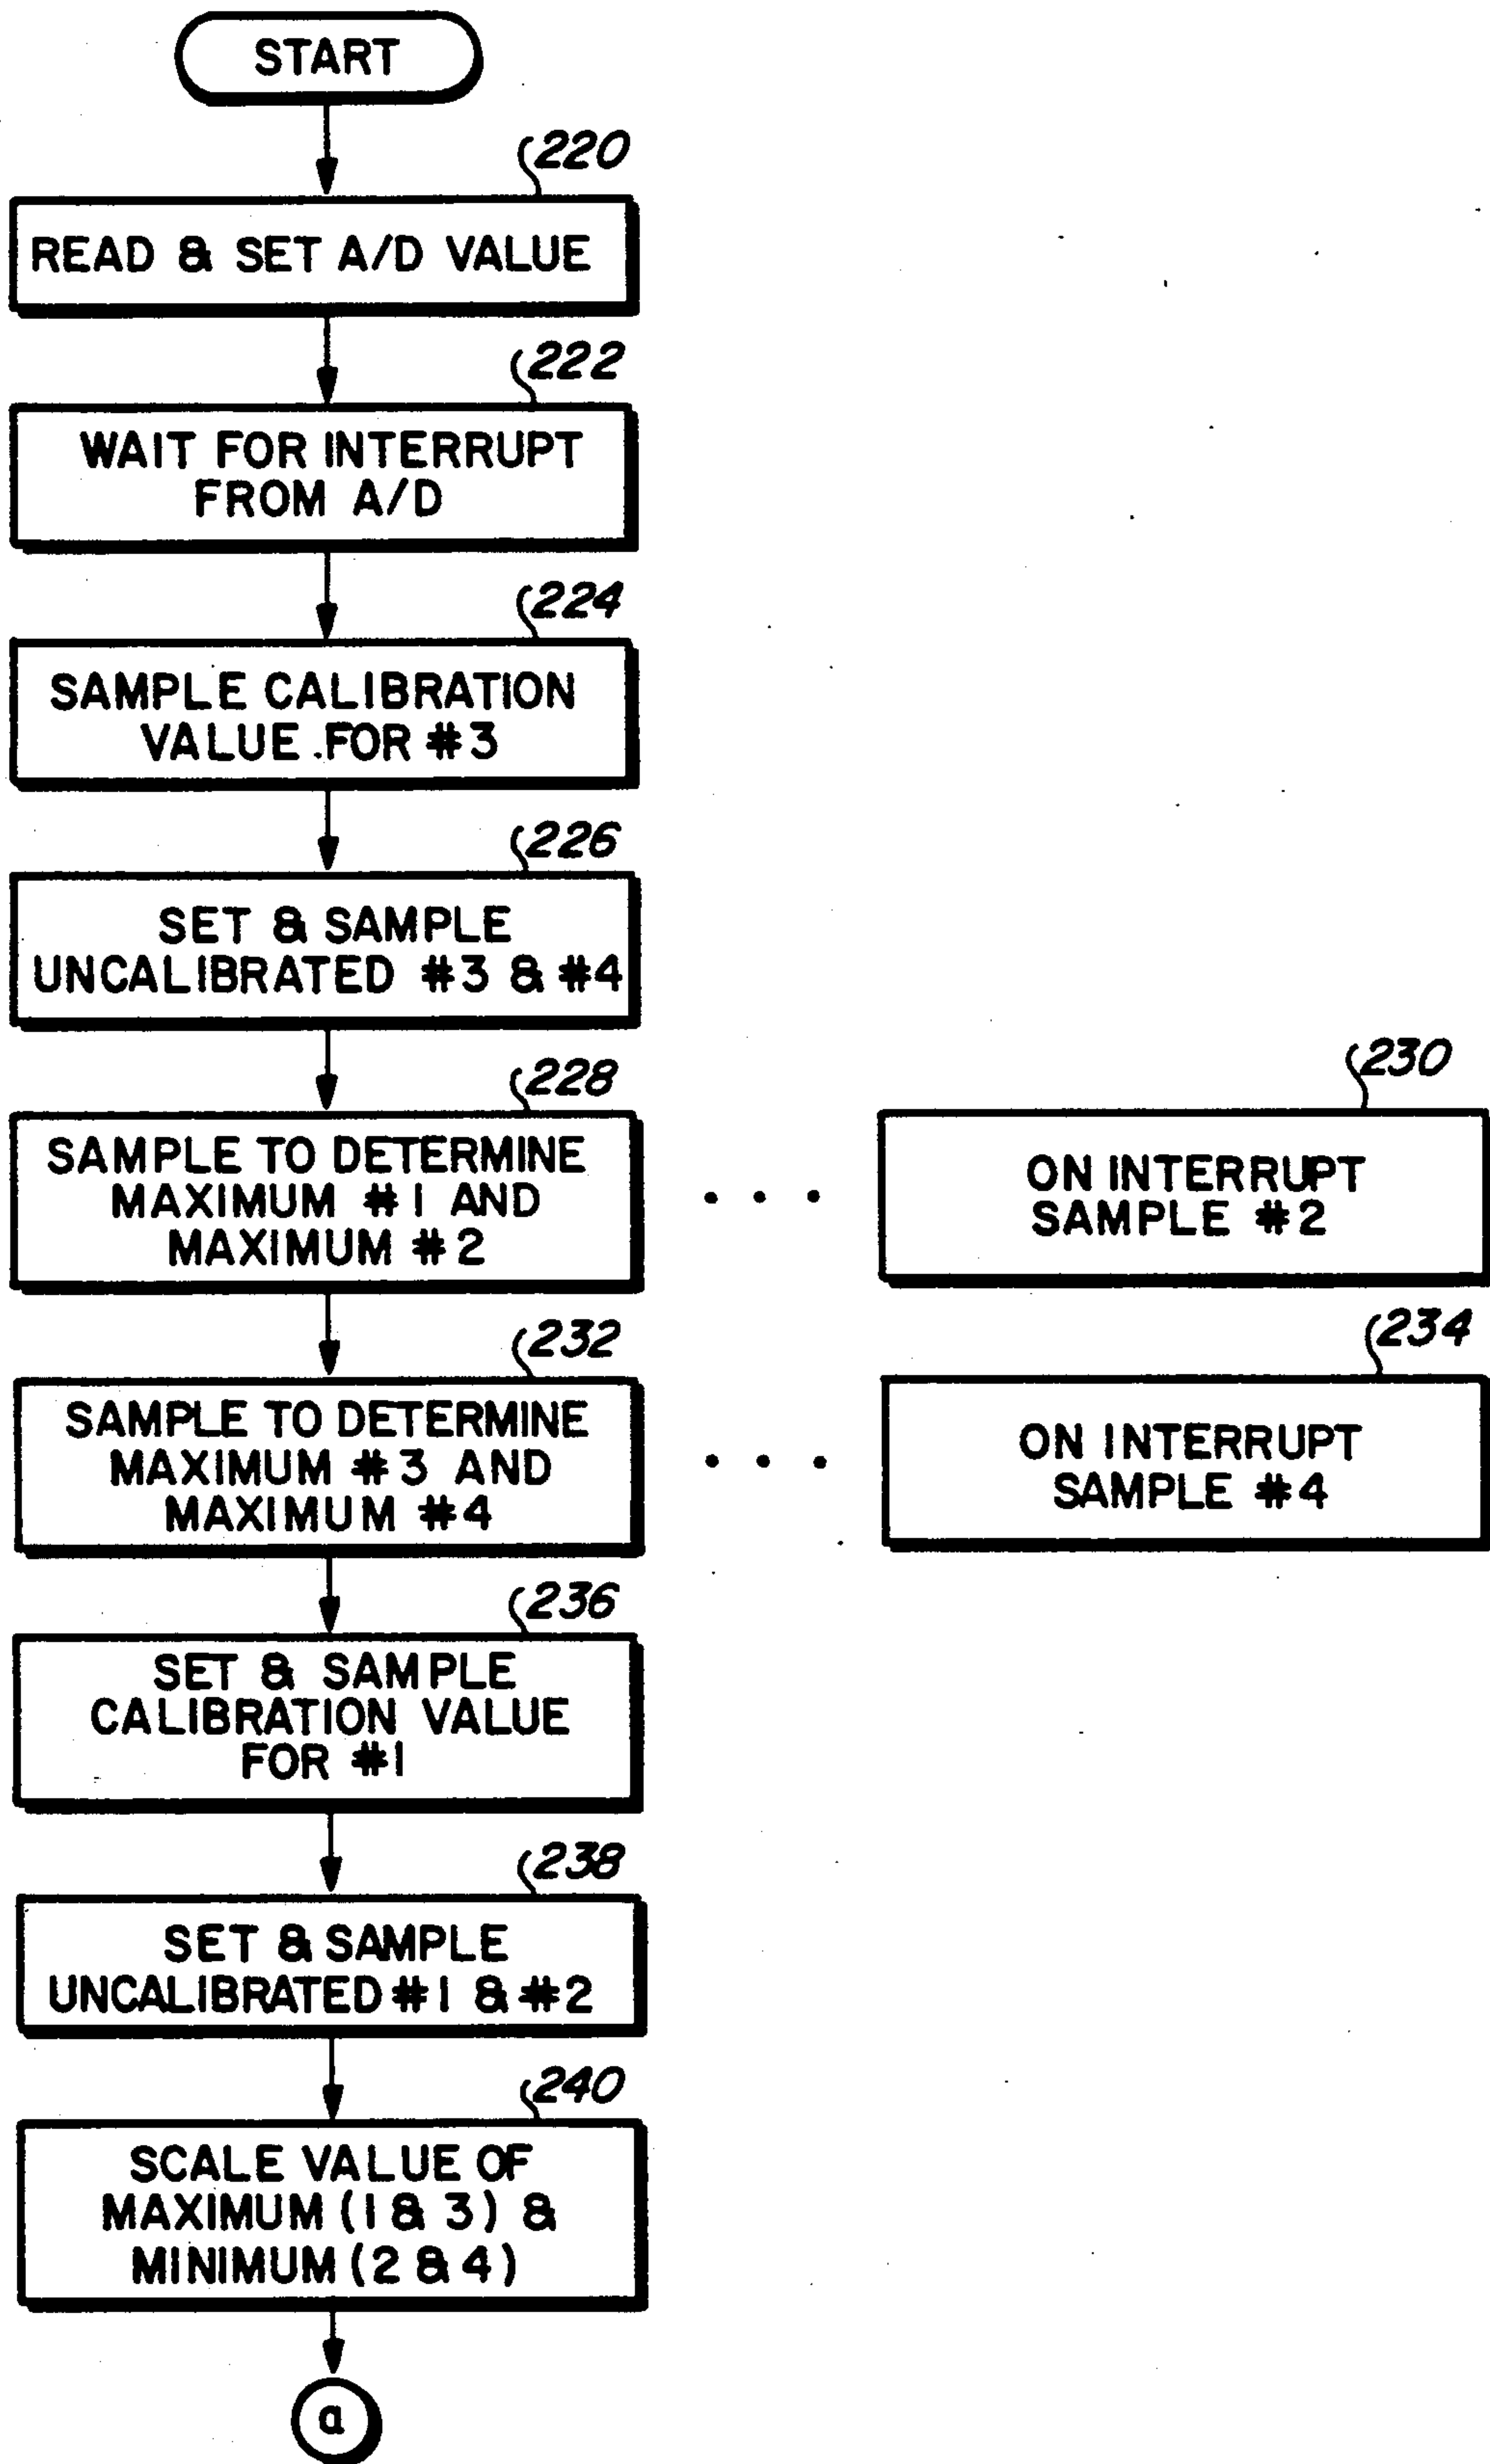 START
220
READ & SET A/D VALUE
222
WAIT FOR INTERRUPT
FROM A/D
224
SAMPLE CALIBRATION
VALUE FOR #3
226
SET & SAMPLE
UNCALIBRATED #3 & #4
228
SAMPLE TO DETERMINE
MAXIMUM #1 AND
MAXIMUM #2
• • •
230
ON INTERRUPT
SAMPLE #2
232
SAMPLE TO DETERMINE
MAXIMUM #3 AND
MAXIMUM #4
• • •
234
ON INTERRUPT
SAMPLE #4
236
SET & SAMPLE
CALIBRATION VALUE
FOR #1
238
SET & SAMPLE
UNCALIBRATED #1 & #2
240
SCALE VALUE OF
MAXIMUM (1 & 3) &
MINIMUM (2 & 4)
a